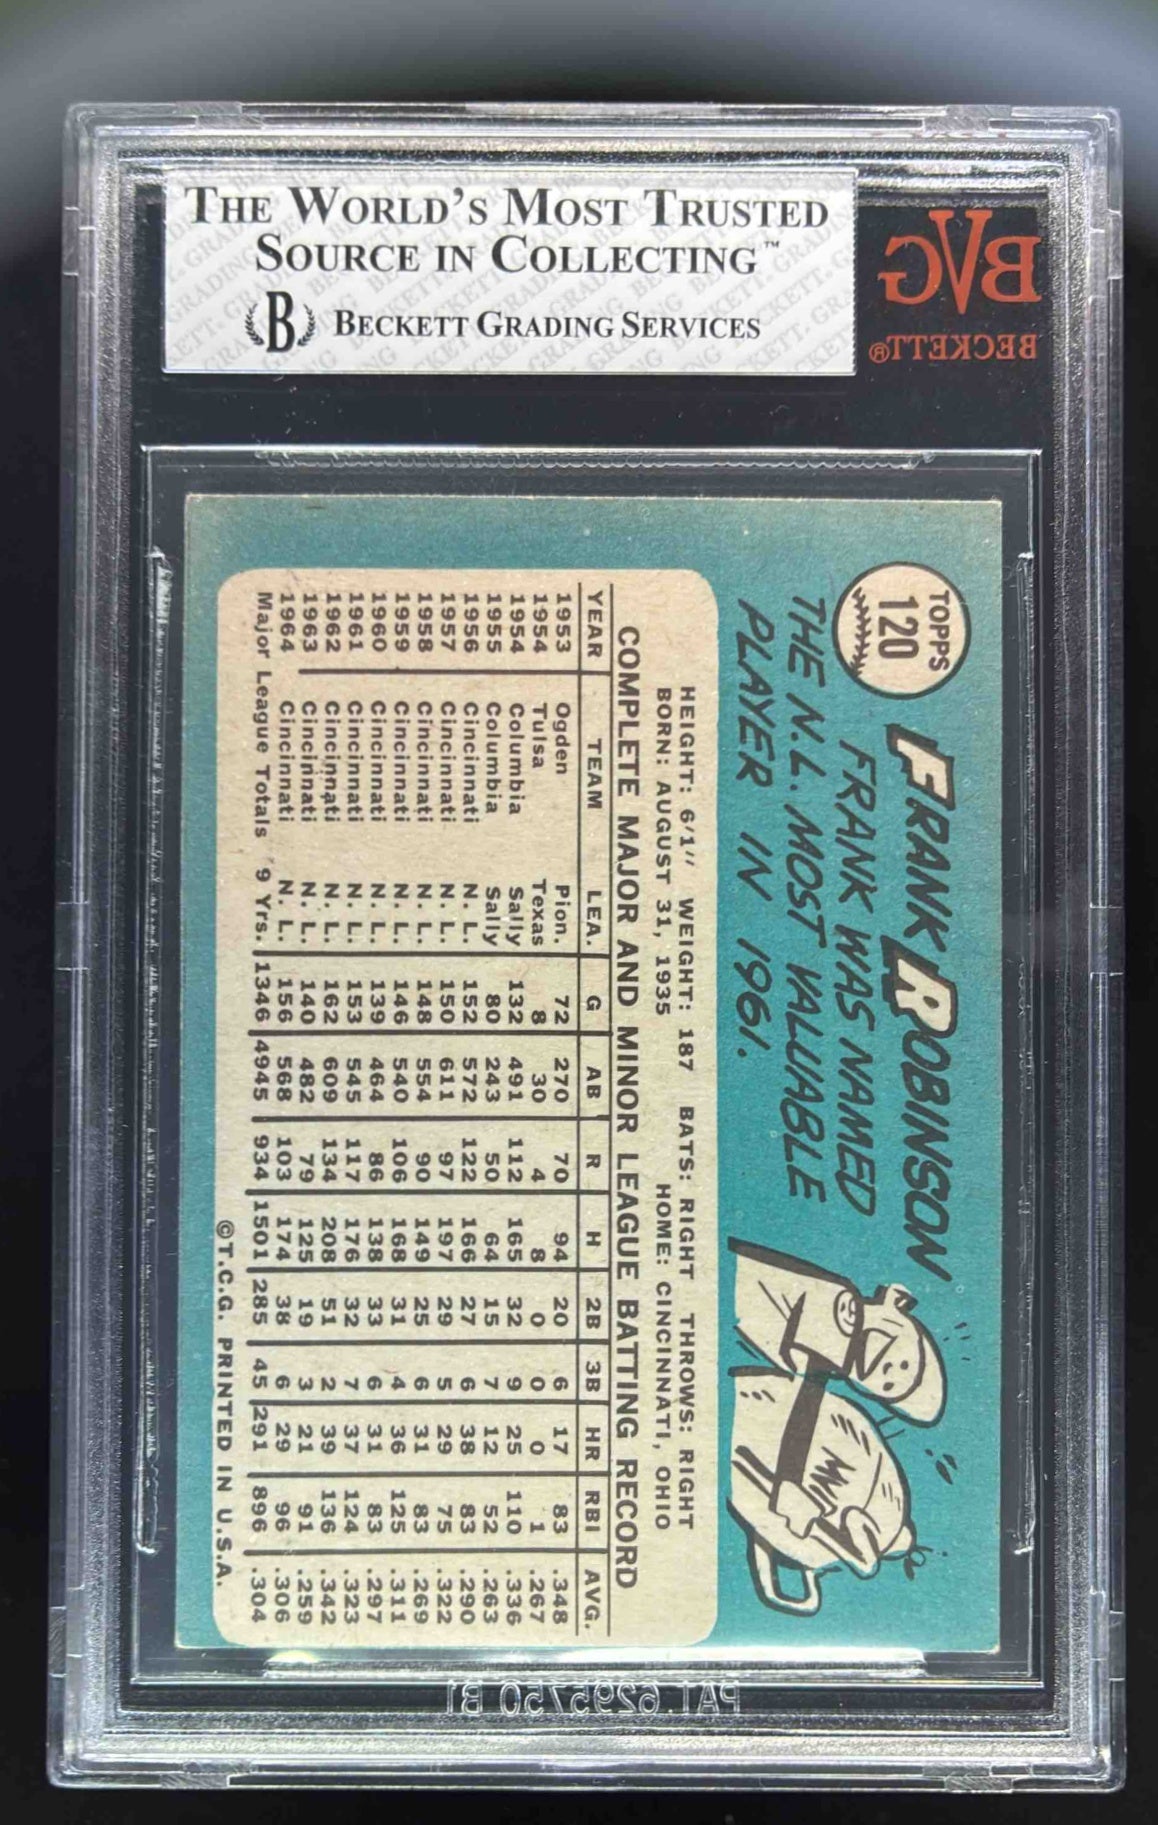 THE WORLD'S MOST TRUSTED
SOURCE IN COLLECTING™
B BECKETT GRADING SERVICES
BVG
BECKETT®
TOPPS
120
FRANK ROBINSON
FRANK WAS NAMED
THE N.L. MOST VALUABLE
PLAYER IN 1961.
MVP
HEIGHT: 6'1" WEIGHT: 187 BATS: RIGHT THROWS: RIGHT
BORN: AUGUST 31, 1935 HOME: CINCINNATI, OHIO
COMPLETE MAJOR AND MINOR LEAGUE BATTING RECORD
YEAR TEAM LEA. G AB R H 2B 3B HR RBI AVG.
1953 Ogden Pion. 72 270 70 94 20 6 17 83 .348
1954 Tulsa Texas 8 30 4 8 0 0 0 1 .267
1954 Columbia Sally 132 491 112 165 32 9 25 110 .336
1955 Columbia Sally 80 243 50 64 15 7 12 52 .263
1956 Cincinnati N. L. 152 572 122 166 27 6 38 83 .290
1957 Cincinnati N. L. 150 611 97 197 29 5 29 75 .322
1958 Cincinnati N. L. 148 554 90 149 25 6 31 83 .269
1959 Cincinnati N. L. 146 540 106 168 31 4 36 125 .311
1960 Cincinnati N. L. 139 464 86 138 33 6 31 83 .297
1961 Cincinnati N. L. 153 545 117 176 32 7 37 124 .323
1962 Cincinnati N. L. 162 609 134 208 51 2 39 136 .342
1963 Cincinnati N. L. 140 482 79 125 19 3 21 91 .259
1964 Cincinnati N. L. 156 568 103 174 38 6 29 96 .306
Major League Totals 9 Yrs. 1346 4945 934 1501 285 45 291 896 .304
©T.C.G. PRINTED IN U.S.A.
PAT. 6295750 B1